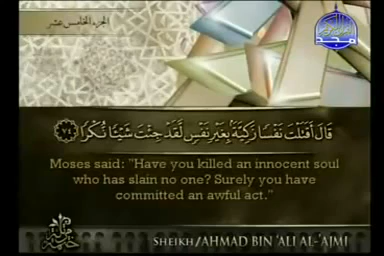 الجزء الخامس عشر
المجد
قَالَ أَقَتَلْتَ نَفْسًا زَكِيَّةً بِغَيْرِ نَفْسٍ لَّقَدْ جِئْتَ شَيْئًا نُّكْرًا ﴿٧٤﴾
Moses said: "Have you killed an innocent soul
who has slain no one? Surely you have
committed an awful act."
SHEIKH/AHMAD BIN 'ALI AL-'AJMI